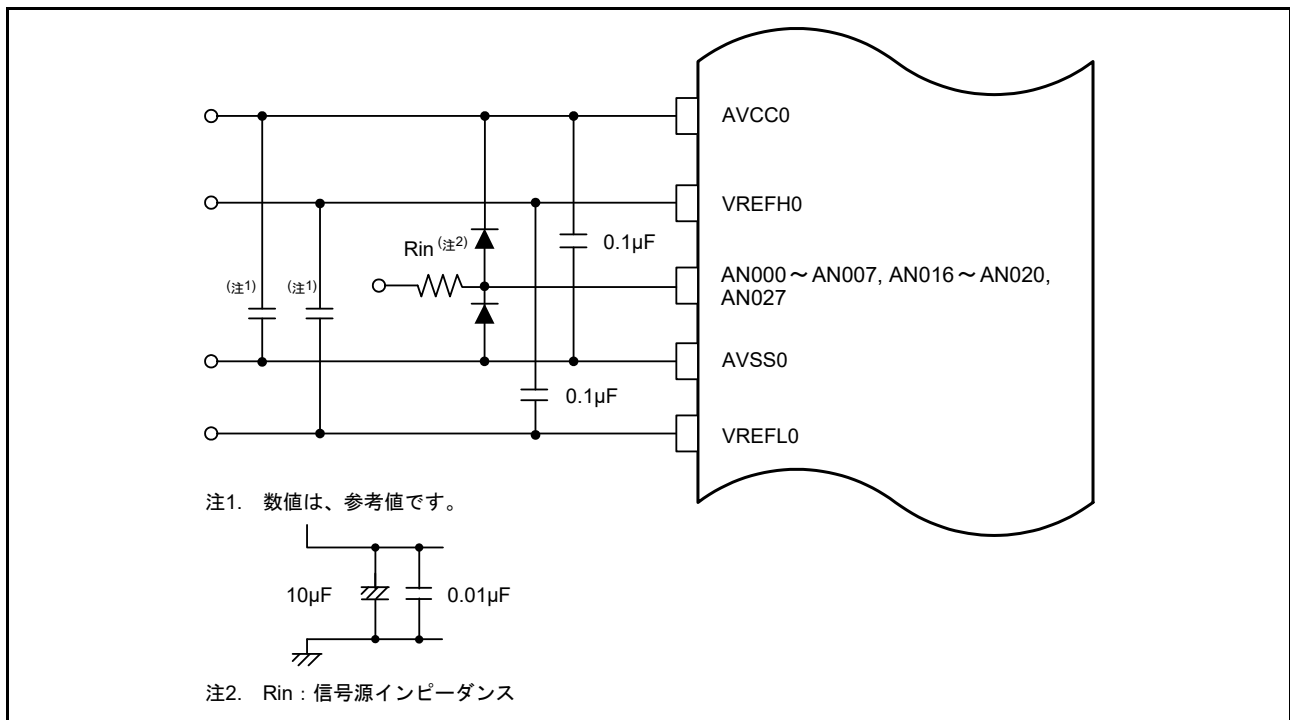 AVCC0
VREFH0
Rin (注2)
0.1µF
(注1)
(注1)
AN000～AN007, AN016～AN020,
AN027
AVSS0
0.1µF
VREFL0
注1. 数値は、参考値です。
10µF
0.01µF
注2. Rin：信号源インピーダンス